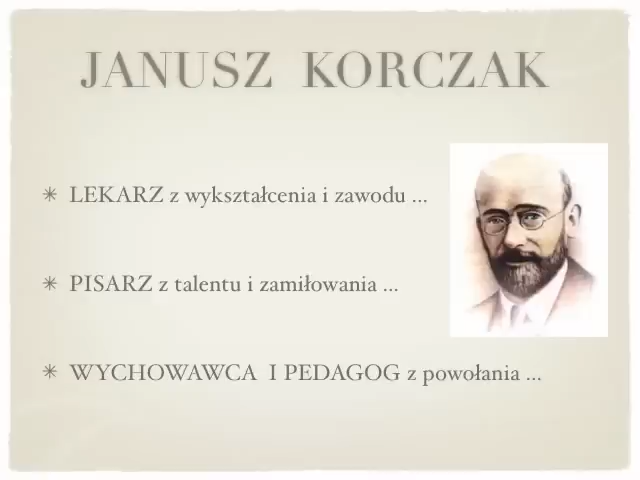 JANUSZ KORCZAK
LEKARZ z wykształcenia i zawodu ...
PISARZ z talentu i zamiłowania ...
WYCHOWAWCA I PEDAGOG z powołania ...